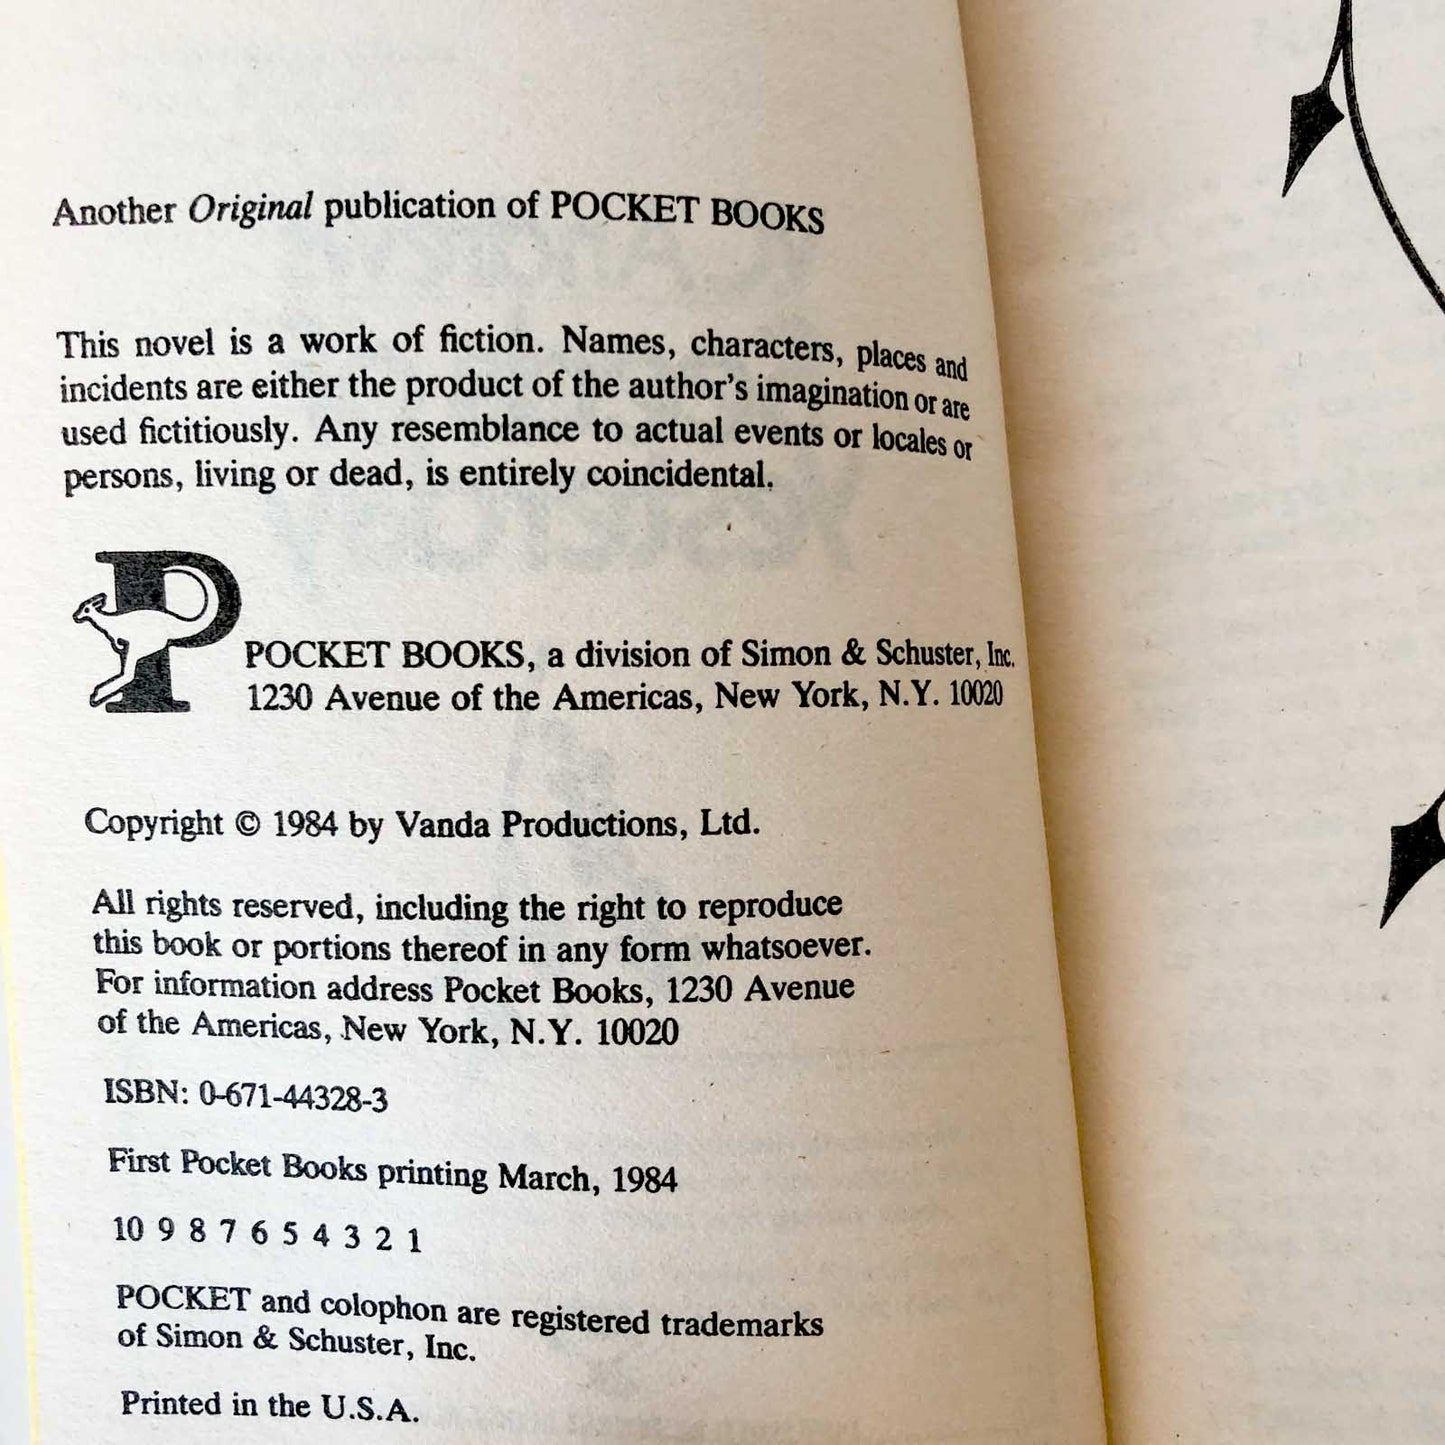 Another Original publication of POCKET BOOKS
This novel is a work of fiction. Names, characters, places and
incidents are either the product of the author's imagination or are
used fictitiously. Any resemblance to actual events or locales or
persons, living or dead, is entirely coincidental.
P
POCKET BOOKS, a division of Simon & Schuster, Inc.
1230 Avenue of the Americas, New York, N.Y. 10020
Copyright © 1984 by Vanda Productions, Ltd.
All rights reserved, including the right to reproduce
this book or portions thereof in any form whatsoever.
For information address Pocket Books, 1230 Avenue
of the Americas, New York, N.Y. 10020
ISBN: 0-671-44328-3
First Pocket Books printing March, 1984
10 9 8 7 6 5 4 3 2 1
POCKET and colophon are registered trademarks
of Simon & Schuster, Inc.
Printed in the U.S.A.